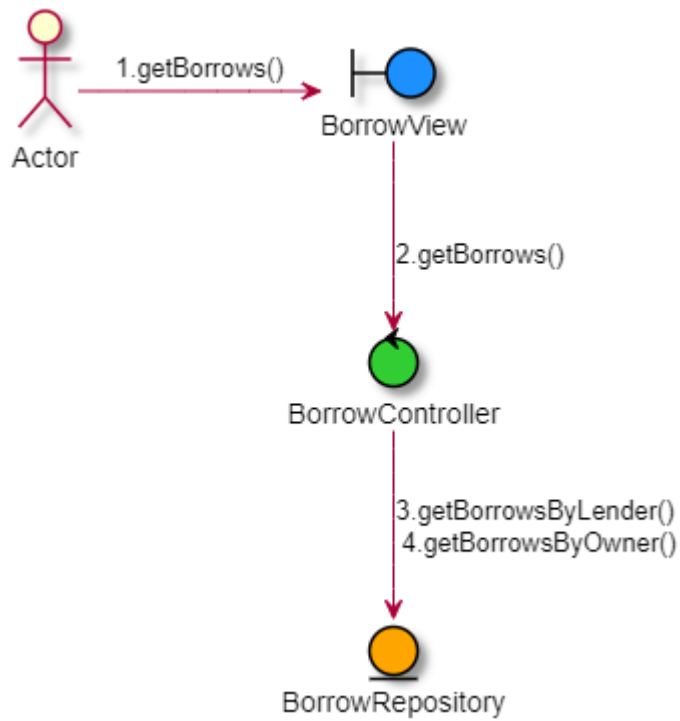 1.getBorrows()
Actor
BorrowView
2.getBorrows()
BorrowController
3.getBorrowsByLender()
4.getBorrowsByOwner()
BorrowRepository